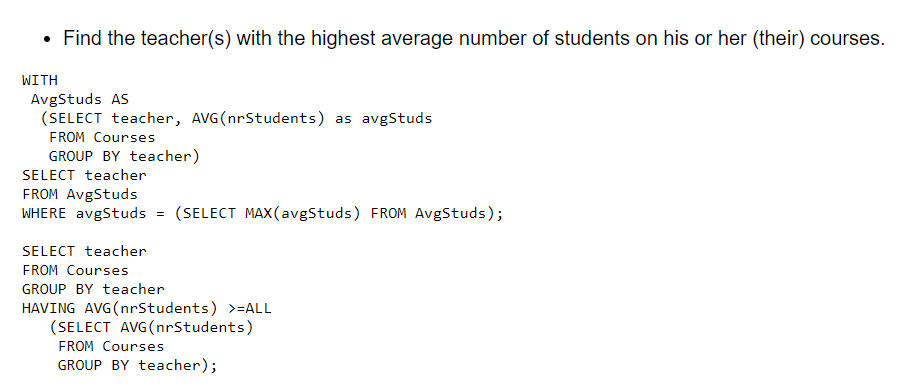 • Find the teacher(s) with the highest average number of students on his or her (their) courses.
WITH
 AvgStuds AS
  (SELECT teacher, AVG(nrStudents) as avgStuds
   FROM Courses
   GROUP BY teacher)
SELECT teacher
FROM AvgStuds
WHERE avgStuds = (SELECT MAX(avgStuds) FROM AvgStuds);

SELECT teacher
FROM Courses
GROUP BY teacher
HAVING AVG(nrStudents) >=ALL
   (SELECT AVG(nrStudents)
    FROM Courses
    GROUP BY teacher);